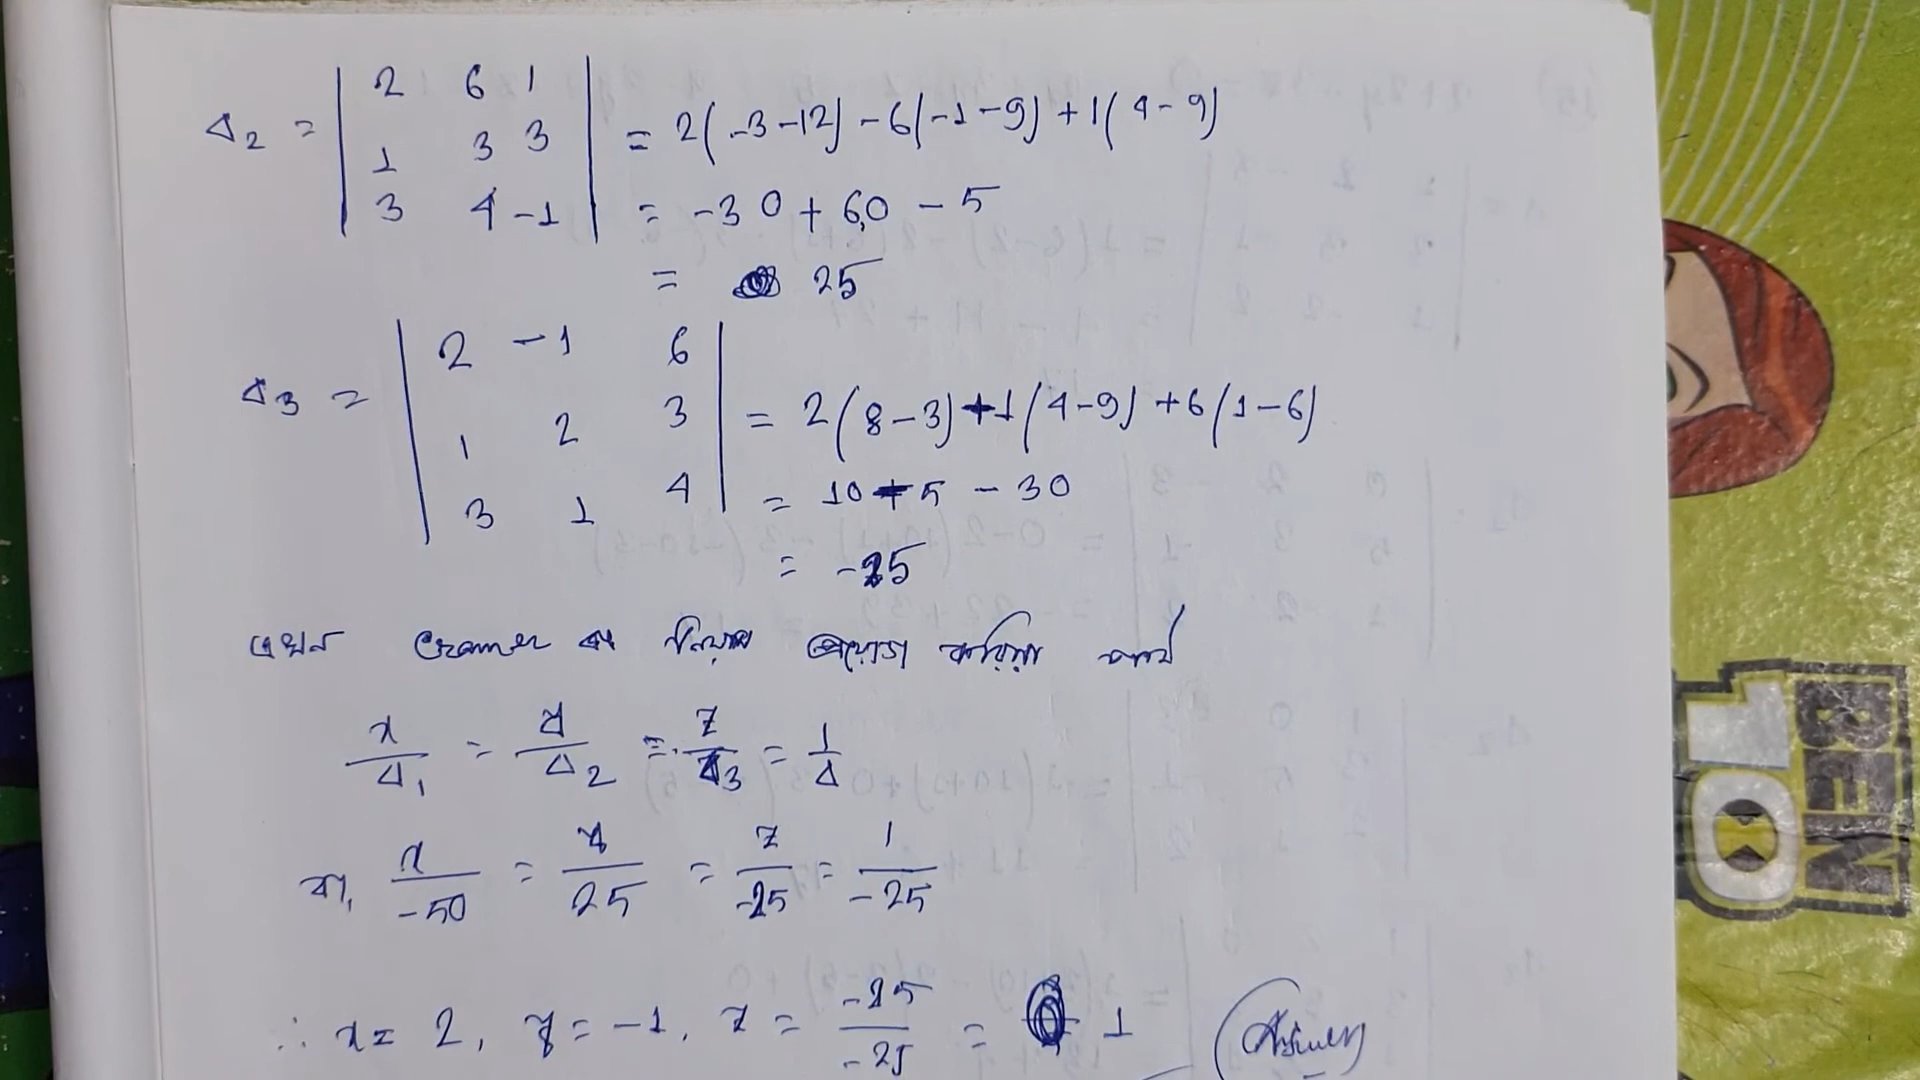 Δ₂ = | 2 6 1 | = 2(-3-12) - 6(-1-9) + 1(4-9)
| 1 3 3 |
| 3 4 -1 | = -30 + 60 - 5
= 25
Δ₃ = | 2 -1 6 |
| 1 2 3 | = 2(8-3) + 1(4-9) + 6(1-6)
| 3 1 4 | = 10 - 5 - 30
= -25
এখন Cramer এর নিয়ম প্রয়োগ করিয়া পাই
x/Δ₁ = y/Δ₂ = z/Δ₃ = 1/Δ
বা, x/-50 = y/25 = z/-25 = 1/-25
∴ x = 2, y = -1, z = -25/-25 = 1 (Answer)
BEN
10